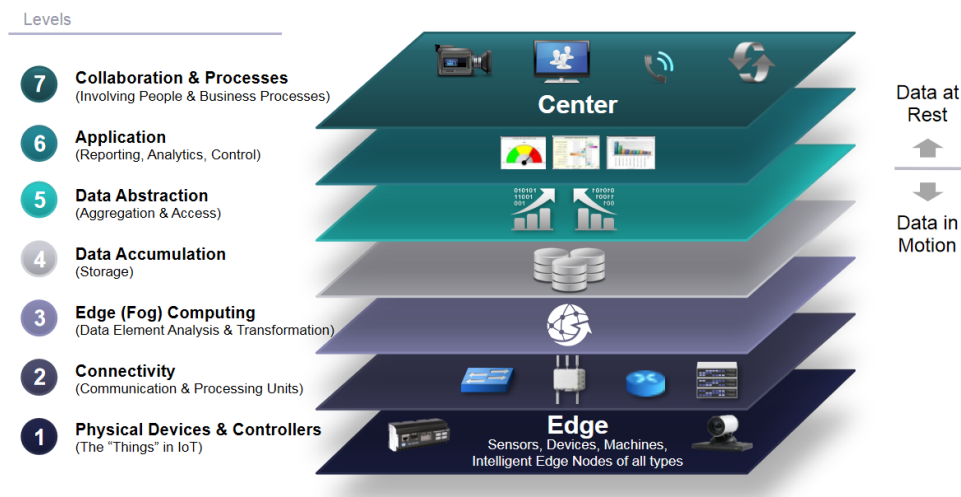 Levels
7
Collaboration & Processes
(Involving People & Business Processes)
6
Application
(Reporting, Analytics, Control)
5
Data Abstraction
(Aggregation & Access)
4
Data Accumulation
(Storage)
3
Edge (Fog) Computing
(Data Element Analysis & Transformation)
2
Connectivity
(Communication & Processing Units)
1
Physical Devices & Controllers
(The “Things” in IoT)
Center
010101
11001
001
Edge
Sensors, Devices, Machines,
Intelligent Edge Nodes of all types
Data at
Rest
Data in
Motion